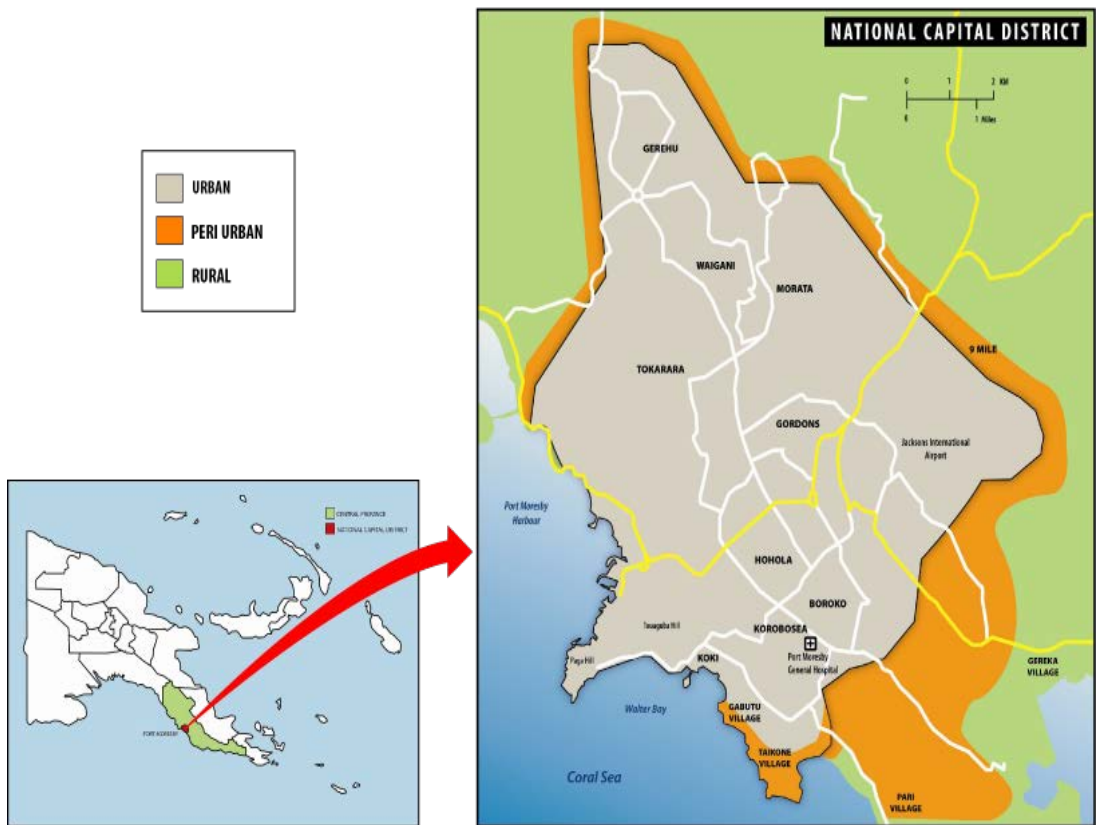 NATIONAL CAPITAL DISTRICT
0 1 2 KM
0 1 Miles
URBAN
PERI URBAN
RURAL
GEREHU
WAIGANI
MORATA
9 MILE
TOKARARA
GORDONS
Jacksons International
Airport
Port Moresby
Harbour
HOHOLA
BOROKO
KOROBOSEA
Touaguba Hill
Paga Hill
KOKI
Port Moresby
General Hospital
GEREKA
VILLAGE
Walter Bay
GABUTU
VILLAGE
TAIKONE
VILLAGE
Coral Sea
PARI
VILLAGE
CENTRAL PROVINCE
NATIONAL CAPITAL DISTRICT
PORT MORESBY